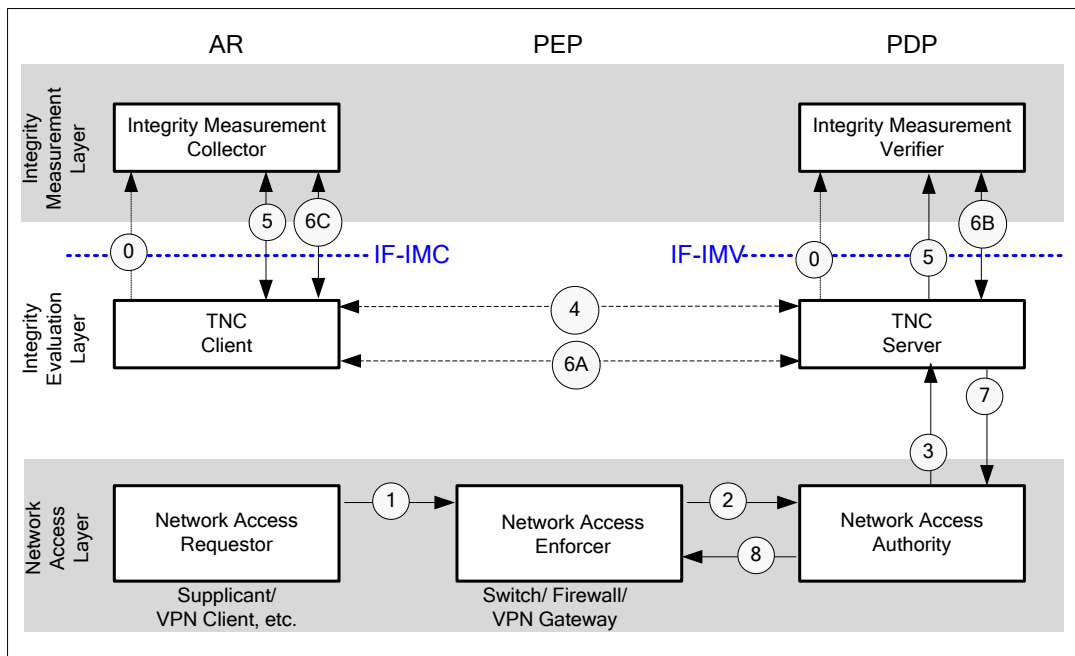 AR
PEP
PDP
Integrity
Measurement
Layer
Integrity Measurement
Collector
Integrity Measurement
Verifier
0
5
6C
0
5
6B
IF-IMC
IF-IMV
Integrity
Evaluation
Layer
TNC
Client
4
6A
TNC
Server
3
7
Network
Access
Layer
Network Access
Requestor
1
Network Access
Enforcer
2
8
Network Access
Authority
Supplicant/
VPN Client, etc.
Switch/ Firewall/
VPN Gateway